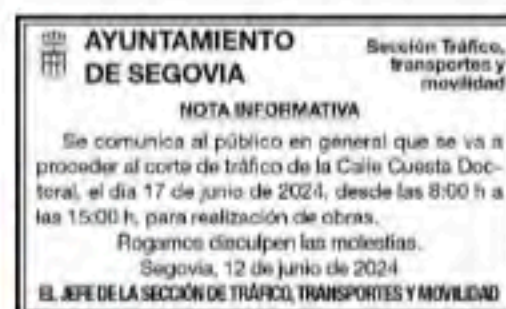 AYUNTAMIENTO
DE SEGOVIA
Sección Tráfico,
transportes y
movilidad
NOTA INFORMATIVA
Se comunica al público en general que se va a
proceder al corte de tráfico de la Calle Cuesta Doc-
toral, el día 17 de junio de 2024, desde las 8:00 h a
las 15:00 h, para realización de obras.
Rogamos disculpen las molestias.
Segovia, 12 de junio de 2024
EL JEFE DE LA SECCIÓN DE TRÁFICO, TRANSPORTES Y MOVILIDAD